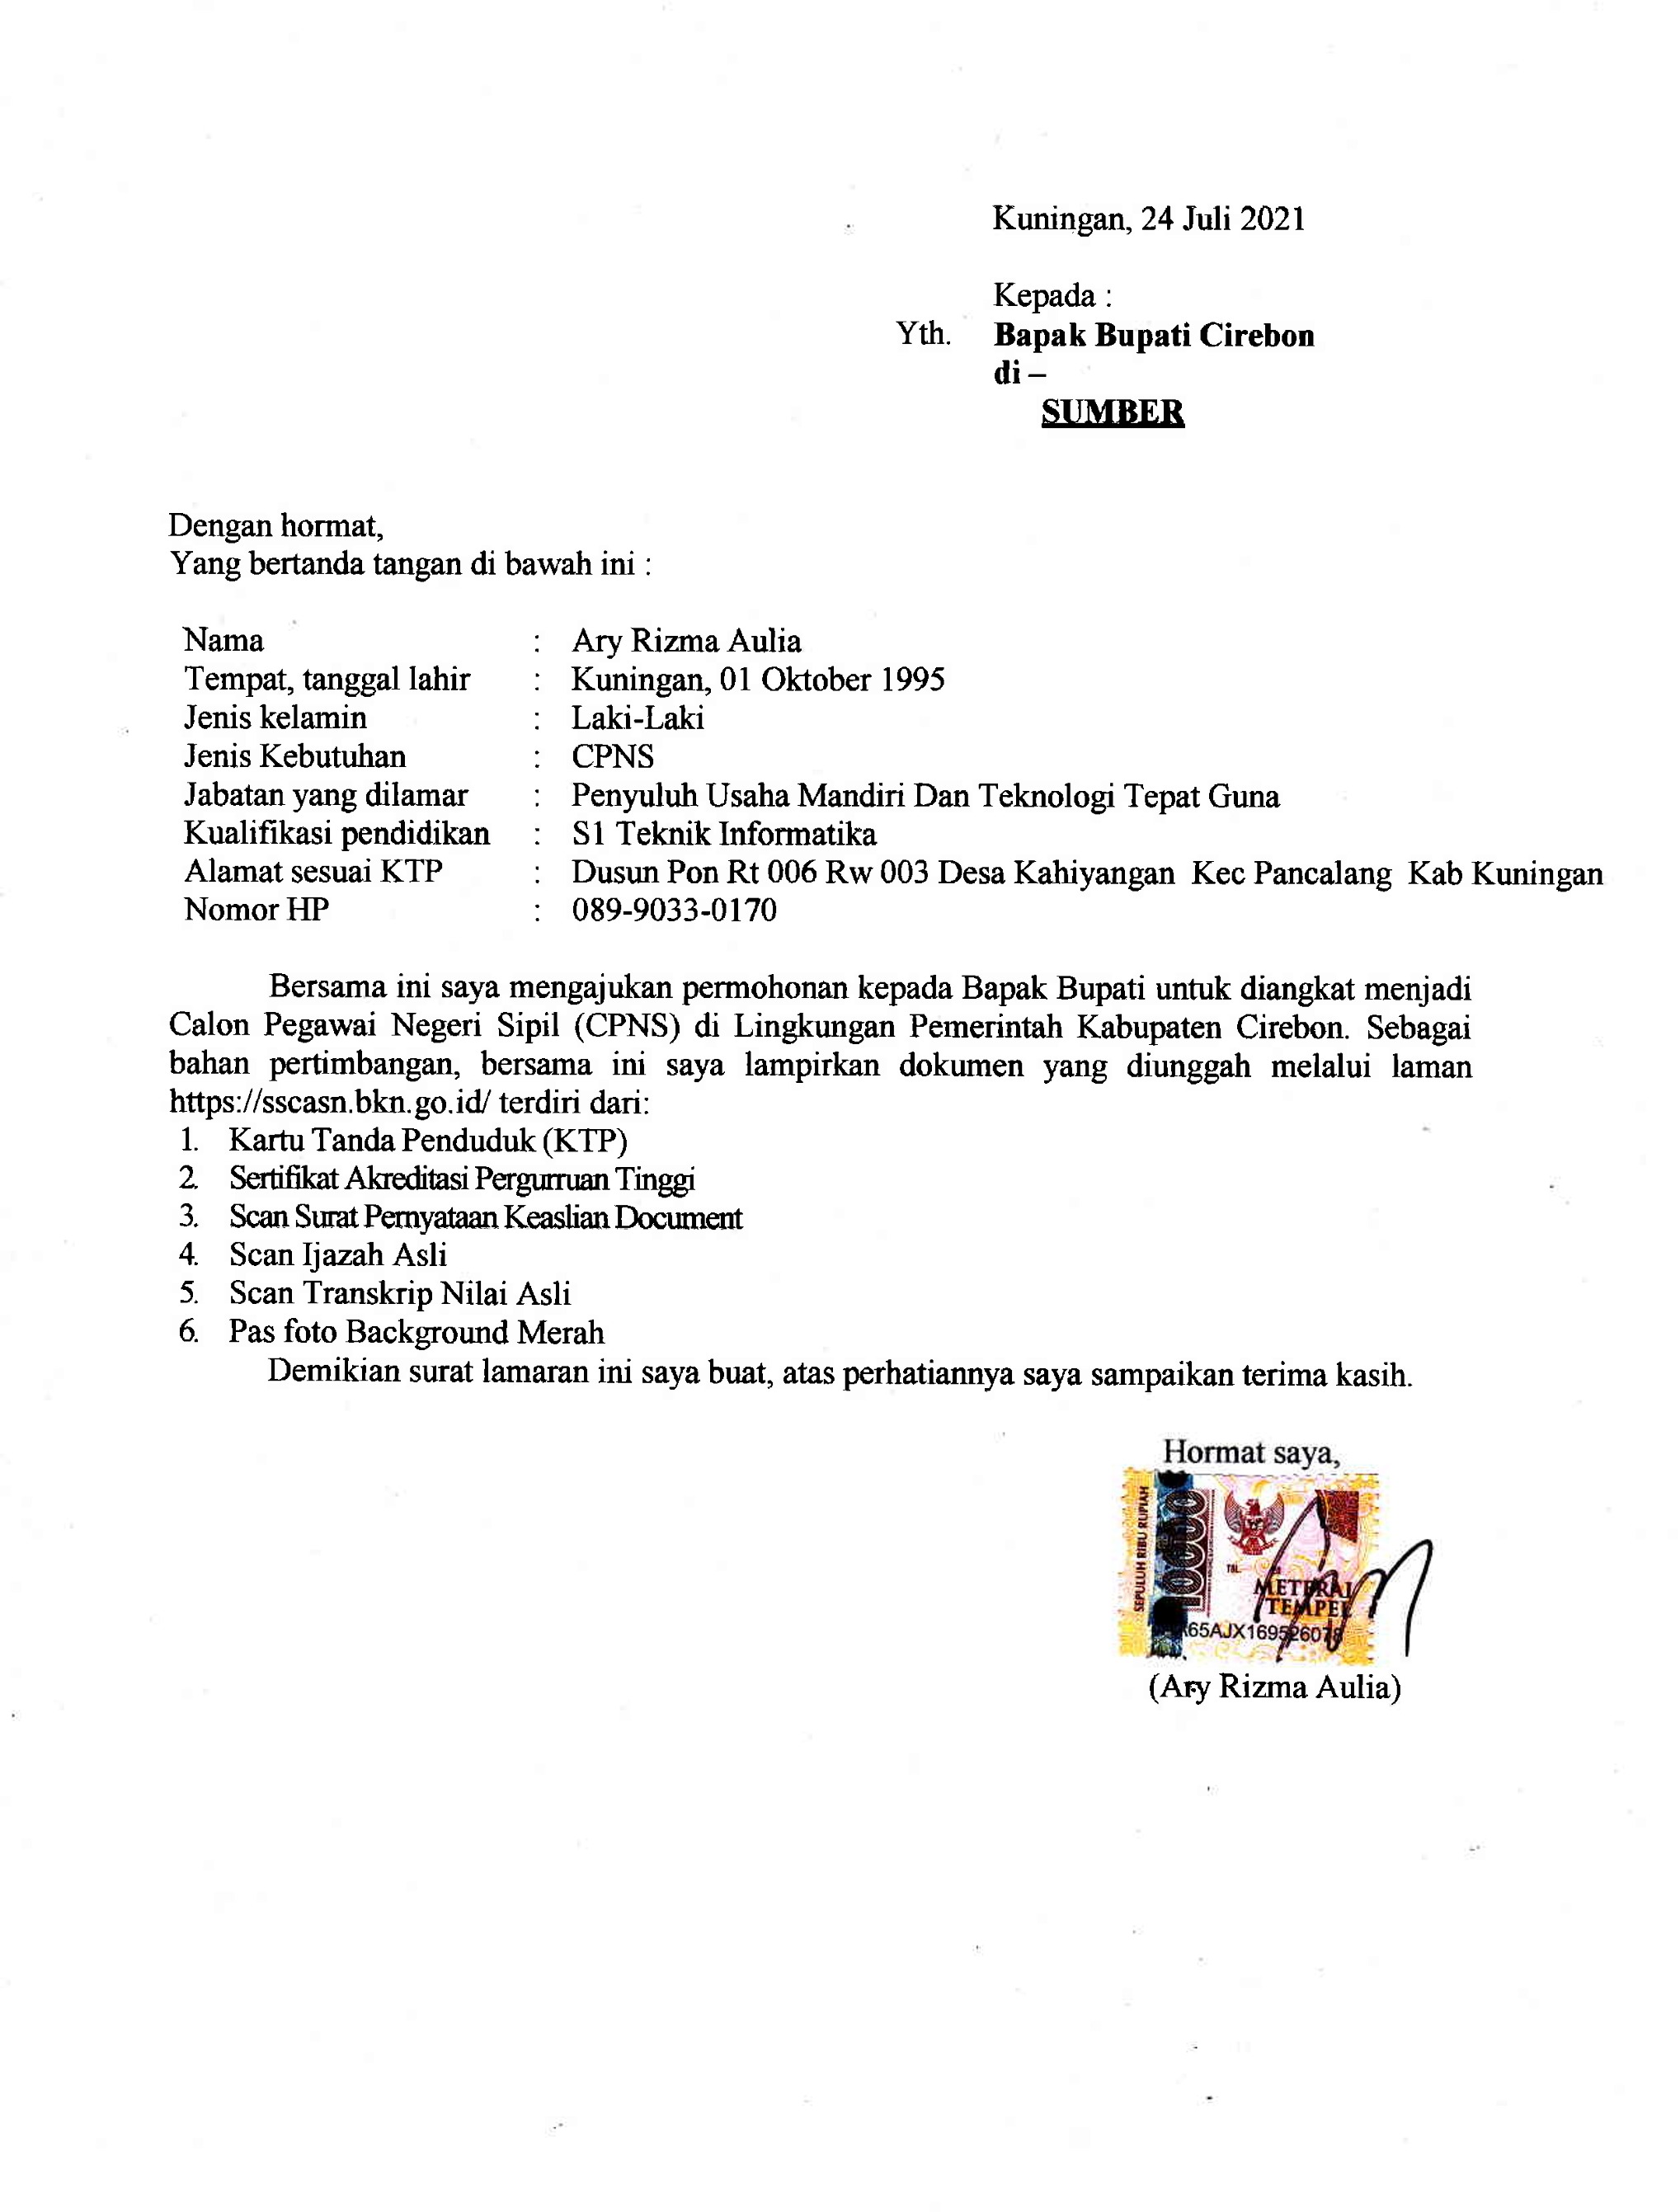 Kuningan, 24 Juli 2021
Kepada :
Yth. Bapak Bupati Cirebon
di –
SUMBER
Dengan hormat,
Yang bertanda tangan di bawah ini :
Nama : Ary Rizma Aulia
Tempat, tanggal lahir : Kuningan, 01 Oktober 1995
Jenis kelamin : Laki-Laki
Jenis Kebutuhan : CPNS
Jabatan yang dilamar : Penyuluh Usaha Mandiri Dan Teknologi Tepat Guna
Kualifikasi pendidikan : S1 Teknik Informatika
Alamat sesuai KTP : Dusun Pon Rt 006 Rw 003 Desa Kahiyangan Kec Pancalang Kab Kuningan
Nomor HP : 089-9033-0170
Bersama ini saya mengajukan permohonan kepada Bapak Bupati untuk diangkat menjadi
Calon Pegawai Negeri Sipil (CPNS) di Lingkungan Pemerintah Kabupaten Cirebon. Sebagai
bahan pertimbangan, bersama ini saya lampirkan dokumen yang diunggah melalui laman
https://sscasn.bkn.go.id/ terdiri dari:
1. Kartu Tanda Penduduk (KTP)
2. Sertifikat Akreditasi Pergurruan Tinggi
3. Scan Surat Pernyataan Keaslian Document
4. Scan Ijazah Asli
5. Scan Transkrip Nilai Asli
6. Pas foto Background Merah
Demikian surat lamaran ini saya buat, atas perhatiannya saya sampaikan terima kasih.
Hormat saya,
SEPULUH RIBU RUPIAH
10000
TGL.
METERAI
TEMPEL
(Ary Rizma Aulia)